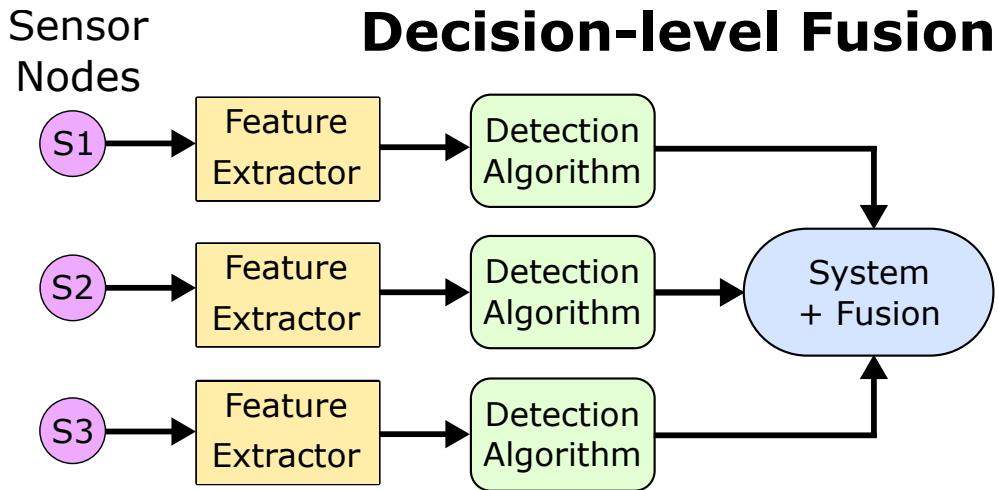 Sensor
Nodes
Decision-level Fusion
S1
Feature
Extractor
Detection
Algorithm
S2
Feature
Extractor
Detection
Algorithm
System
+ Fusion
S3
Feature
Extractor
Detection
Algorithm